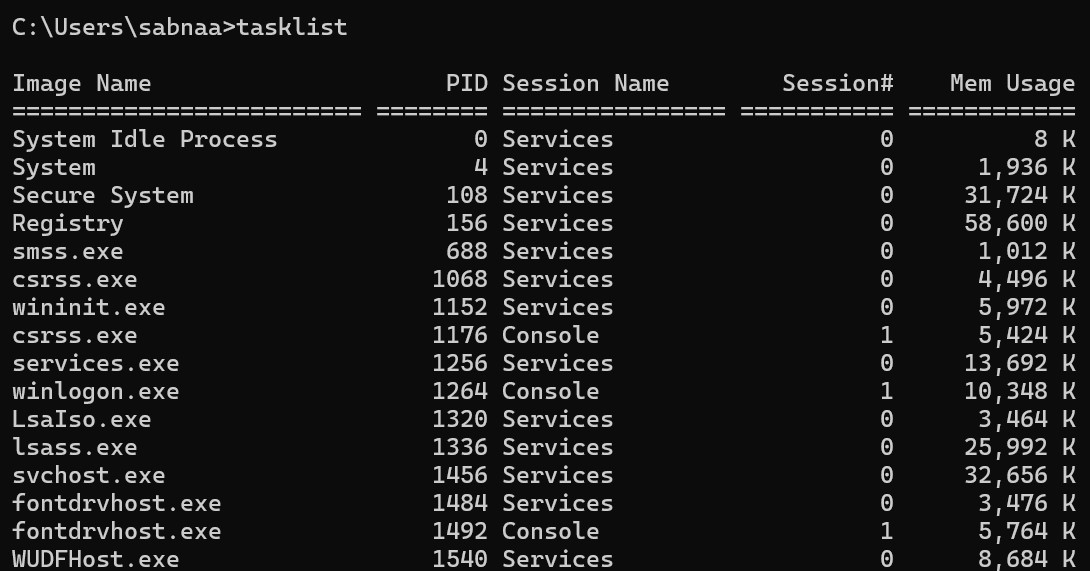 C:\Users\sabnaa>tasklist
Image Name                     PID Session Name        Session#    Mem Usage
========================= ======== ================ =========== ============
System Idle Process              0 Services                   0          8 K
System                           4 Services                   0      1,936 K
Secure System                  108 Services                   0     31,724 K
Registry                       156 Services                   0     58,600 K
smss.exe                       688 Services                   0      1,012 K
csrss.exe                     1068 Services                   0      4,496 K
wininit.exe                   1152 Services                   0      5,972 K
csrss.exe                     1176 Console                    1      5,424 K
services.exe                  1256 Services                   0     13,692 K
winlogon.exe                  1264 Console                    1     10,348 K
LsaIso.exe                    1320 Services                   0      3,464 K
lsass.exe                     1336 Services                   0     25,992 K
svchost.exe                   1456 Services                   0     32,656 K
fontdrvhost.exe               1484 Services                   0      3,476 K
fontdrvhost.exe               1492 Console                    1      5,764 K
WUDFHost.exe                  1540 Services                   0      8,684 K